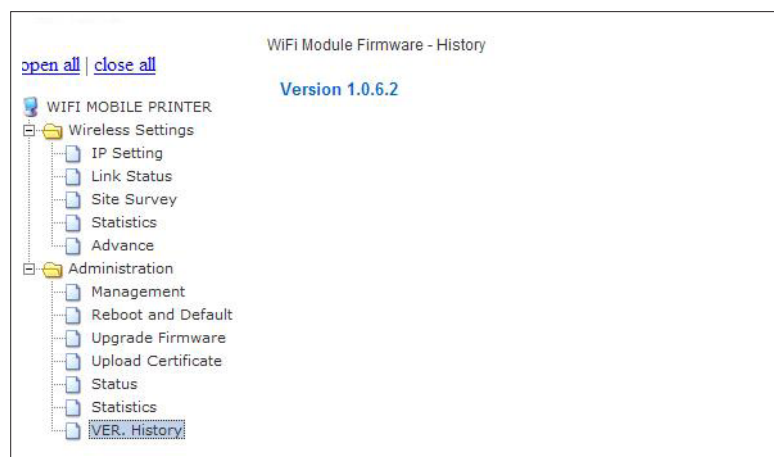 open all | close all
WIFI MOBILE PRINTER
Wireless Settings
IP Setting
Link Status
Site Survey
Statistics
Advance
Administration
Management
Reboot and Default
Upgrade Firmware
Upload Certificate
Status
Statistics
VER. History
WiFi Module Firmware - History
Version 1.0.6.2